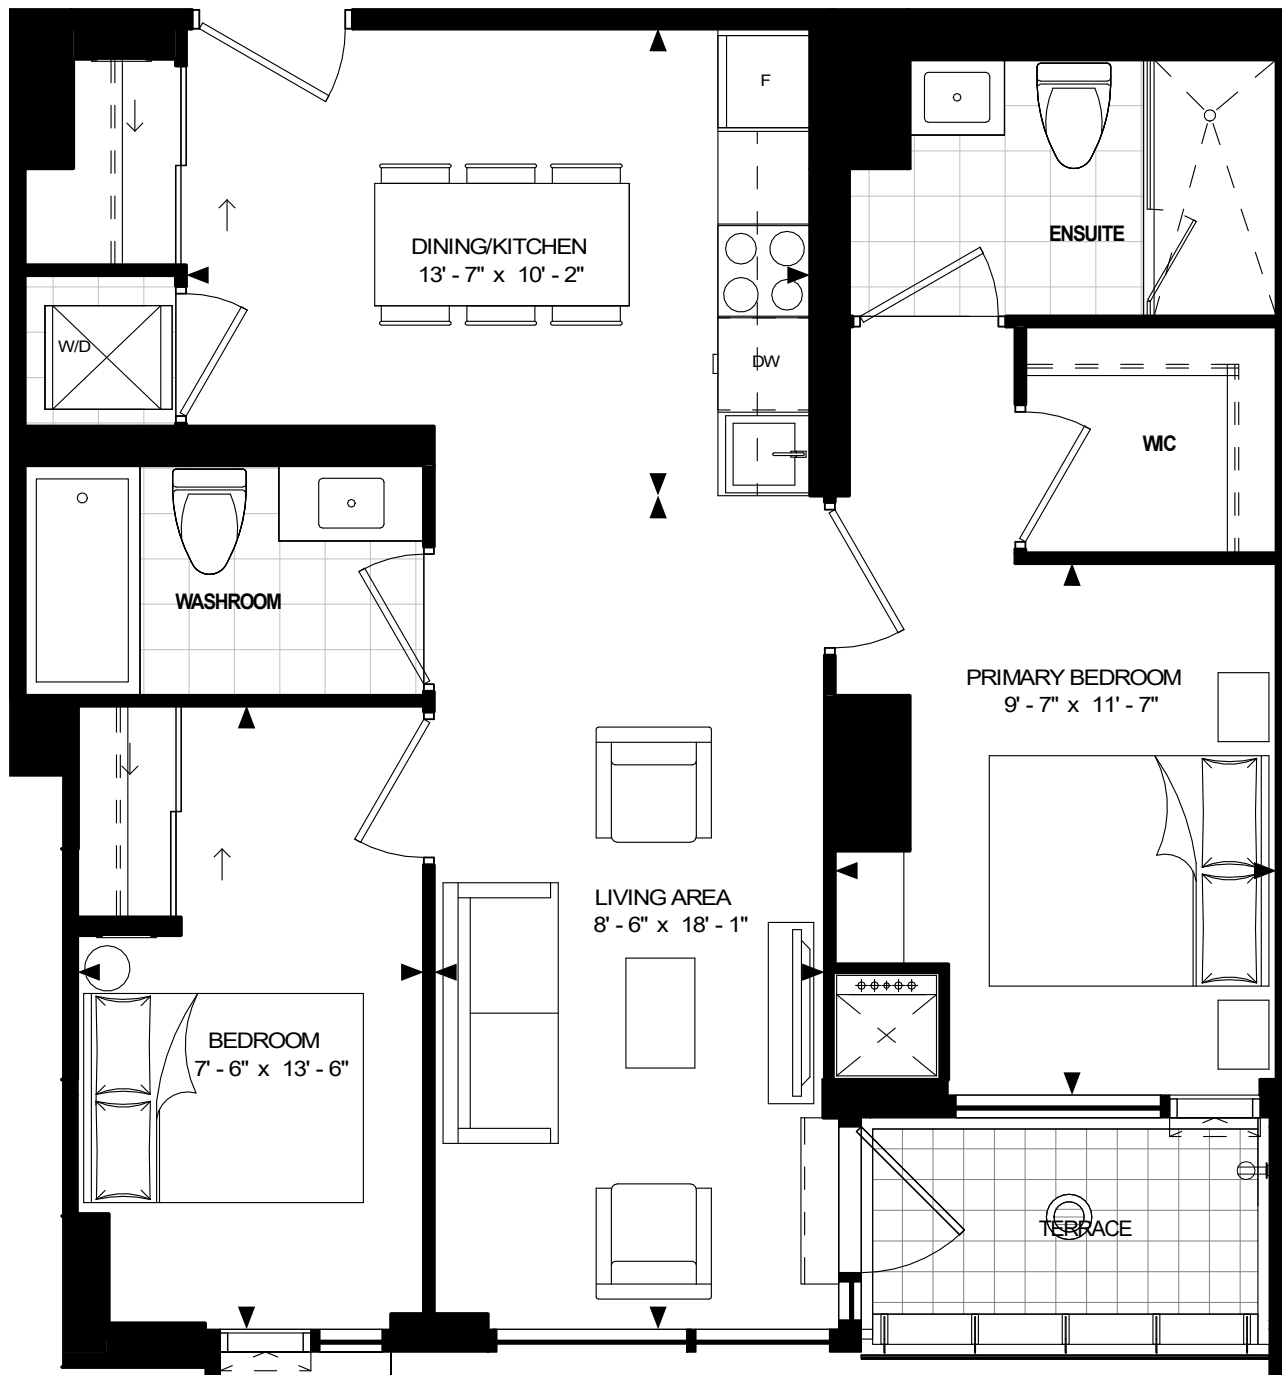 F
ENSUITE
DINING/KITCHEN
13' - 7" x 10' - 2"
W/D
DW
WIC
WASHROOM
PRIMARY BEDROOM
9' - 7" x 11' - 7"
LIVING AREA
8' - 6" x 18' - 1"
BEDROOM
7' - 6" x 13' - 6"
TERRACE